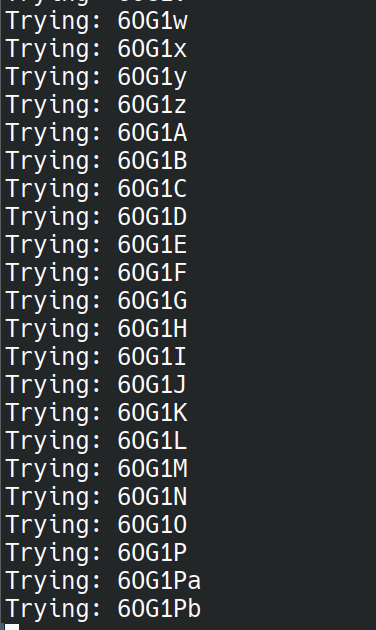 Trying: 6OG1w
Trying: 6OG1x
Trying: 6OG1y
Trying: 6OG1z
Trying: 6OG1A
Trying: 6OG1B
Trying: 6OG1C
Trying: 6OG1D
Trying: 6OG1E
Trying: 6OG1F
Trying: 6OG1G
Trying: 6OG1H
Trying: 6OG1I
Trying: 6OG1J
Trying: 6OG1K
Trying: 6OG1L
Trying: 6OG1M
Trying: 6OG1N
Trying: 6OG1O
Trying: 6OG1P
Trying: 6OG1Pa
Trying: 6OG1Pb